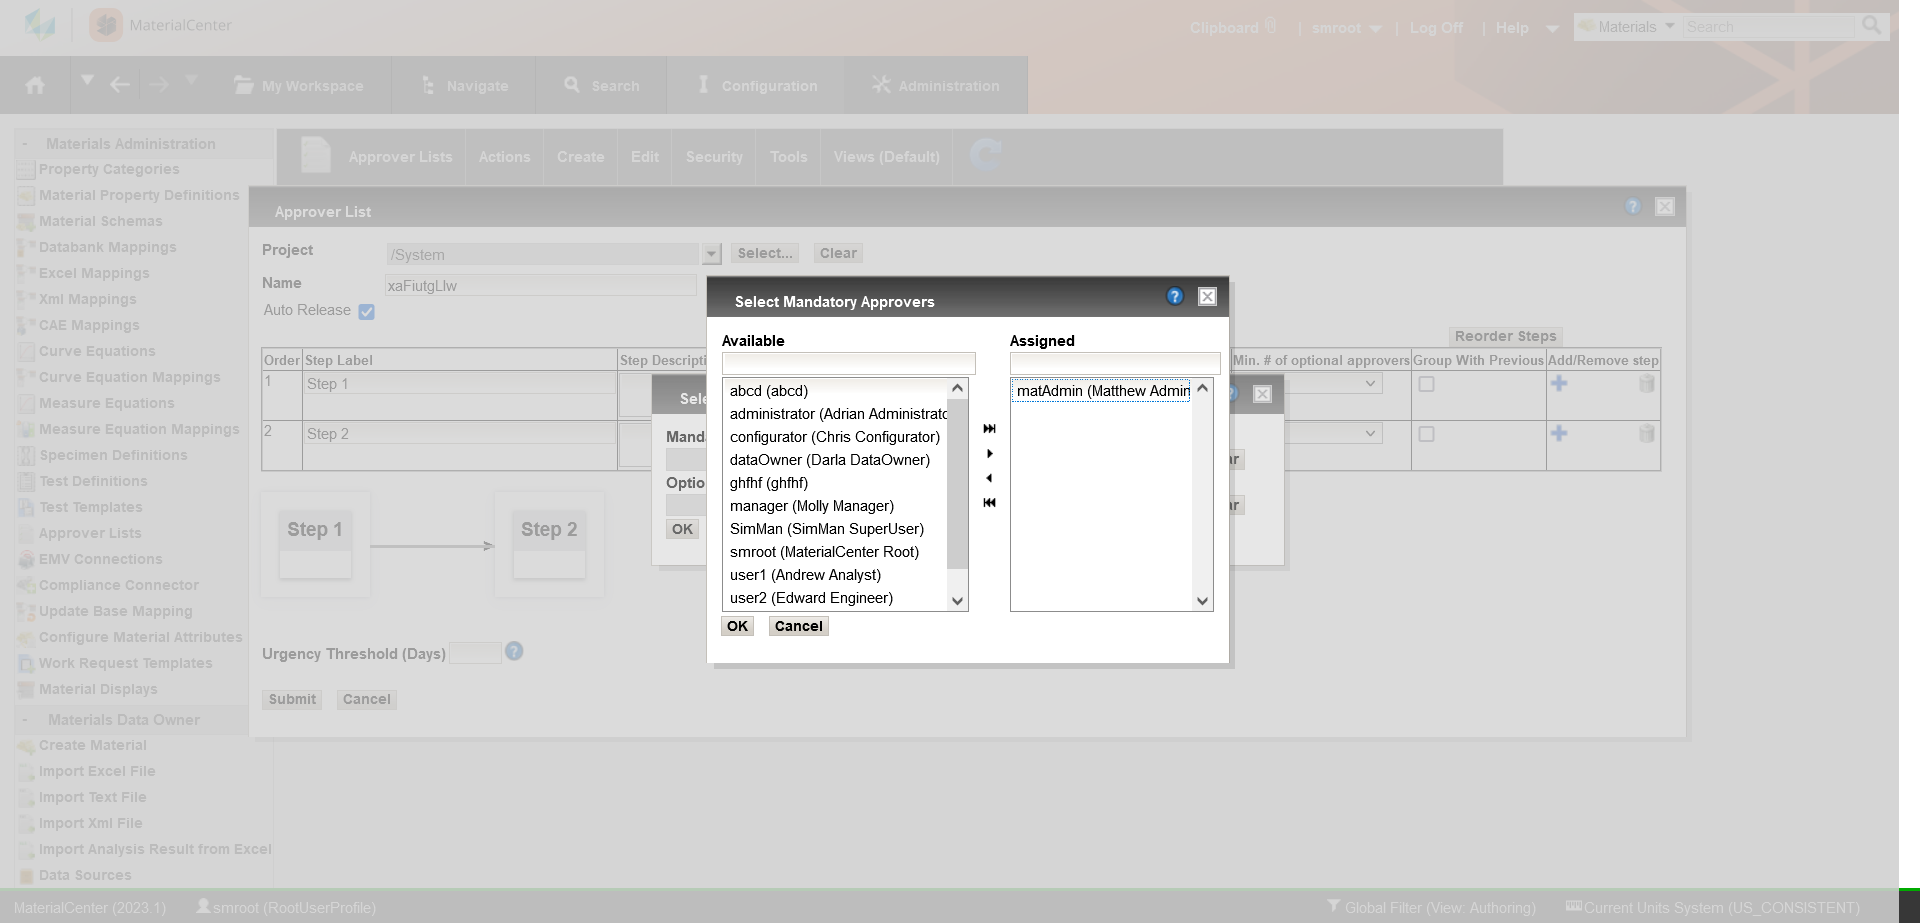 MaterialCenter
Clipboard | smroot | Log Off | Help
Materials Search
My Workspace Navigate Search Configuration Administration
- Materials Administration
Property Categories
Material Property Definitions
Material Schemas
Databank Mappings
Excel Mappings
Xml Mappings
CAE Mappings
Curve Equations
Curve Equation Mappings
Measure Equations
Measure Equation Mappings
Specimen Definitions
Test Definitions
Test Templates
Approver Lists
EMV Connections
Compliance Connector
Update Base Mapping
Configure Material Attributes
Work Request Templates
Material Displays
- Materials Data Owner
Create Material
Import Excel File
Import Text File
Import Xml File
Import Analysis Result from Excel
Data Sources
Approver Lists Actions Create Edit Security Tools Views (Default)
Approver List ?
Project /System Select... Clear
Name xaFiutgLlw
Auto Release
Reorder Steps
Order Step Label Step Descripti Min. # of optional approvers Group With Previous Add/Remove step
1 Step 1
2 Step 2
Step 1 Step 2
Urgency Threshold (Days) ?
Submit Cancel
Sele
Manda
Optio
OK
Select Mandatory Approvers ?
Available
abcd (abcd)
administrator (Adrian Administrato
configurator (Chris Configurator)
dataOwner (Darla DataOwner)
ghfhf (ghfhf)
manager (Molly Manager)
SimMan (SimMan SuperUser)
smroot (MaterialCenter Root)
user1 (Andrew Analyst)
user2 (Edward Engineer)
Assigned
matAdmin (Matthew Admin
OK Cancel
MaterialCenter (2023.1) smroot (RootUserProfile) Global Filter (View: Authoring) Current Units System (US_CONSISTENT)